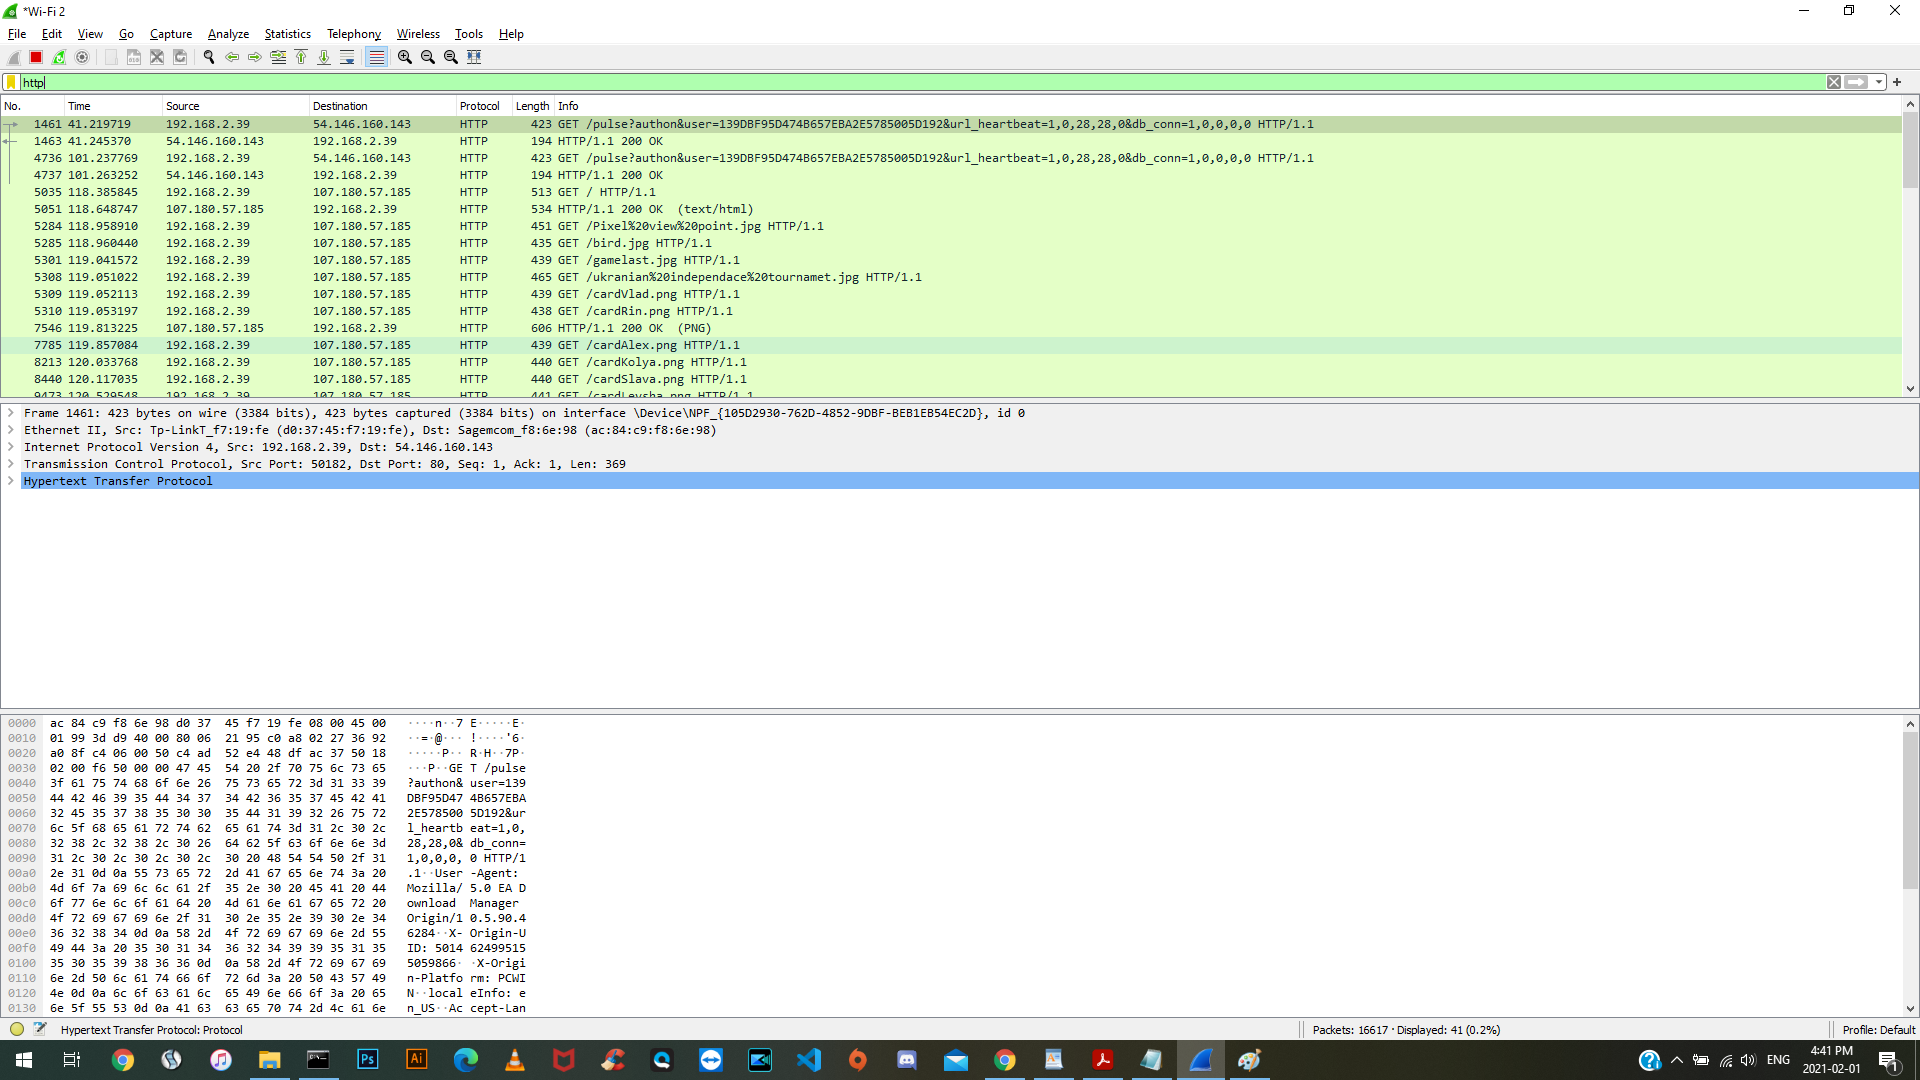 *Wi-Fi 2
File Edit View Go Capture Analyze Statistics Telephony Wireless Tools Help
http
No. Time Source Destination Protocol Length Info
1461 41.219719 192.168.2.39 54.146.160.143 HTTP 423 GET /pulse?authon&user=139DBF95D474B657EBA2E5785005D192&url_heartbeat=1,0,28,28,0&db_conn=1,0,0,0,0 HTTP/1.1
1463 41.245370 54.146.160.143 192.168.2.39 HTTP 194 HTTP/1.1 200 OK
4736 101.237769 192.168.2.39 54.146.160.143 HTTP 423 GET /pulse?authon&user=139DBF95D474B657EBA2E5785005D192&url_heartbeat=1,0,28,28,0&db_conn=1,0,0,0,0 HTTP/1.1
4737 101.263252 54.146.160.143 192.168.2.39 HTTP 194 HTTP/1.1 200 OK
5035 118.385845 192.168.2.39 107.180.57.185 HTTP 513 GET / HTTP/1.1
5051 118.648747 107.180.57.185 192.168.2.39 HTTP 534 HTTP/1.1 200 OK (text/html)
5284 118.958910 192.168.2.39 107.180.57.185 HTTP 451 GET /Pixel%20view%20point.jpg HTTP/1.1
5285 118.960440 192.168.2.39 107.180.57.185 HTTP 435 GET /bird.jpg HTTP/1.1
5301 119.041572 192.168.2.39 107.180.57.185 HTTP 439 GET /gamelast.jpg HTTP/1.1
5308 119.051022 192.168.2.39 107.180.57.185 HTTP 465 GET /ukranian%20independace%20tournamet.jpg HTTP/1.1
5309 119.052113 192.168.2.39 107.180.57.185 HTTP 439 GET /cardVlad.png HTTP/1.1
5310 119.053197 192.168.2.39 107.180.57.185 HTTP 438 GET /cardRin.png HTTP/1.1
7546 119.813225 107.180.57.185 192.168.2.39 HTTP 606 HTTP/1.1 200 OK (PNG)
7785 119.857084 192.168.2.39 107.180.57.185 HTTP 439 GET /cardAlex.png HTTP/1.1
8213 120.033768 192.168.2.39 107.180.57.185 HTTP 440 GET /cardKolya.png HTTP/1.1
8440 120.117035 192.168.2.39 107.180.57.185 HTTP 440 GET /cardSlava.png HTTP/1.1
9473 120.529548 192.168.2.39 107.180.57.185 HTTP 441 GET /cardLevsha.png HTTP/1.1
Frame 1461: 423 bytes on wire (3384 bits), 423 bytes captured (3384 bits) on interface \Device\NPF_{105D2930-762D-4852-9DBF-BEB1EB54EC2D}, id 0
Ethernet II, Src: Tp-LinkT_f7:19:fe (d0:37:45:f7:19:fe), Dst: Sagemcom_f8:6e:98 (ac:84:c9:f8:6e:98)
Internet Protocol Version 4, Src: 192.168.2.39, Dst: 54.146.160.143
Transmission Control Protocol, Src Port: 50182, Dst Port: 80, Seq: 1, Ack: 1, Len: 369
Hypertext Transfer Protocol
0000 ac 84 c9 f8 6e 98 d0 37 45 f7 19 fe 08 00 45 00 ····n··7 E·····E·
0010 01 99 3d d9 40 00 80 06 21 95 c0 a8 02 27 36 92 ··=·@··· !····'6·
0020 a0 8f c4 06 00 50 c4 ad 52 e4 48 df ac 37 50 18 ·····P·· R·H··7P·
0030 02 00 f6 50 00 00 47 45 54 20 2f 70 75 6c 73 65 ···P··GE T /pulse
0040 3f 61 75 74 68 6f 6e 26 75 73 65 72 3d 31 33 39 ?authon& user=139
0050 44 42 46 39 35 44 34 37 34 42 36 35 37 45 42 41 DBF95D47 4B657EBA
0060 32 45 35 37 38 35 30 30 35 44 31 39 32 26 75 72 2E578500 5D192&ur
0070 6c 5f 68 65 61 72 74 62 65 61 74 3d 31 2c 30 2c l_heartb eat=1,0,
0080 32 38 2c 32 38 2c 30 26 64 62 5f 63 6f 6e 6e 3d 28,28,0& db_conn=
0090 31 2c 30 2c 30 2c 30 2c 30 20 48 54 54 50 2f 31 1,0,0,0, 0 HTTP/1
00a0 2e 31 0d 0a 55 73 65 72 2d 41 67 65 6e 74 3a 20 .1··User -Agent:
00b0 4d 6f 7a 69 6c 6c 61 2f 35 2e 30 20 45 41 20 44 Mozilla/ 5.0 EA D
00c0 6f 77 6e 6c 6f 61 64 20 4d 61 6e 61 67 65 72 20 ownload Manager
00d0 4f 72 69 67 69 6e 2f 31 30 2e 35 2e 39 30 2e 34 Origin/1 0.5.90.4
00e0 36 32 38 34 0d 0a 58 2d 4f 72 69 67 69 6e 2d 55 6284··X- Origin-U
00f0 49 44 3a 20 35 30 31 34 36 32 34 39 39 35 31 35 ID: 5014 62499515
0100 35 30 35 39 38 36 36 0d 0a 58 2d 4f 72 69 67 69 5059866· ·X-Origi
0110 6e 2d 50 6c 61 74 66 6f 72 6d 3a 20 50 43 57 49 n-Platfo rm: PCWI
0120 4e 0d 0a 6c 6f 63 61 6c 65 49 6e 66 6f 3a 20 65 N··local eInfo: e
0130 6e 5f 55 53 0d 0a 41 63 63 65 70 74 2d 4c 61 6e n_US··Ac cept-Lan
Hypertext Transfer Protocol: Protocol
Packets: 16617 · Displayed: 41 (0.2%)
Profile: Default
Ps
Ai
ENG
4:41 PM
2021-02-01
1